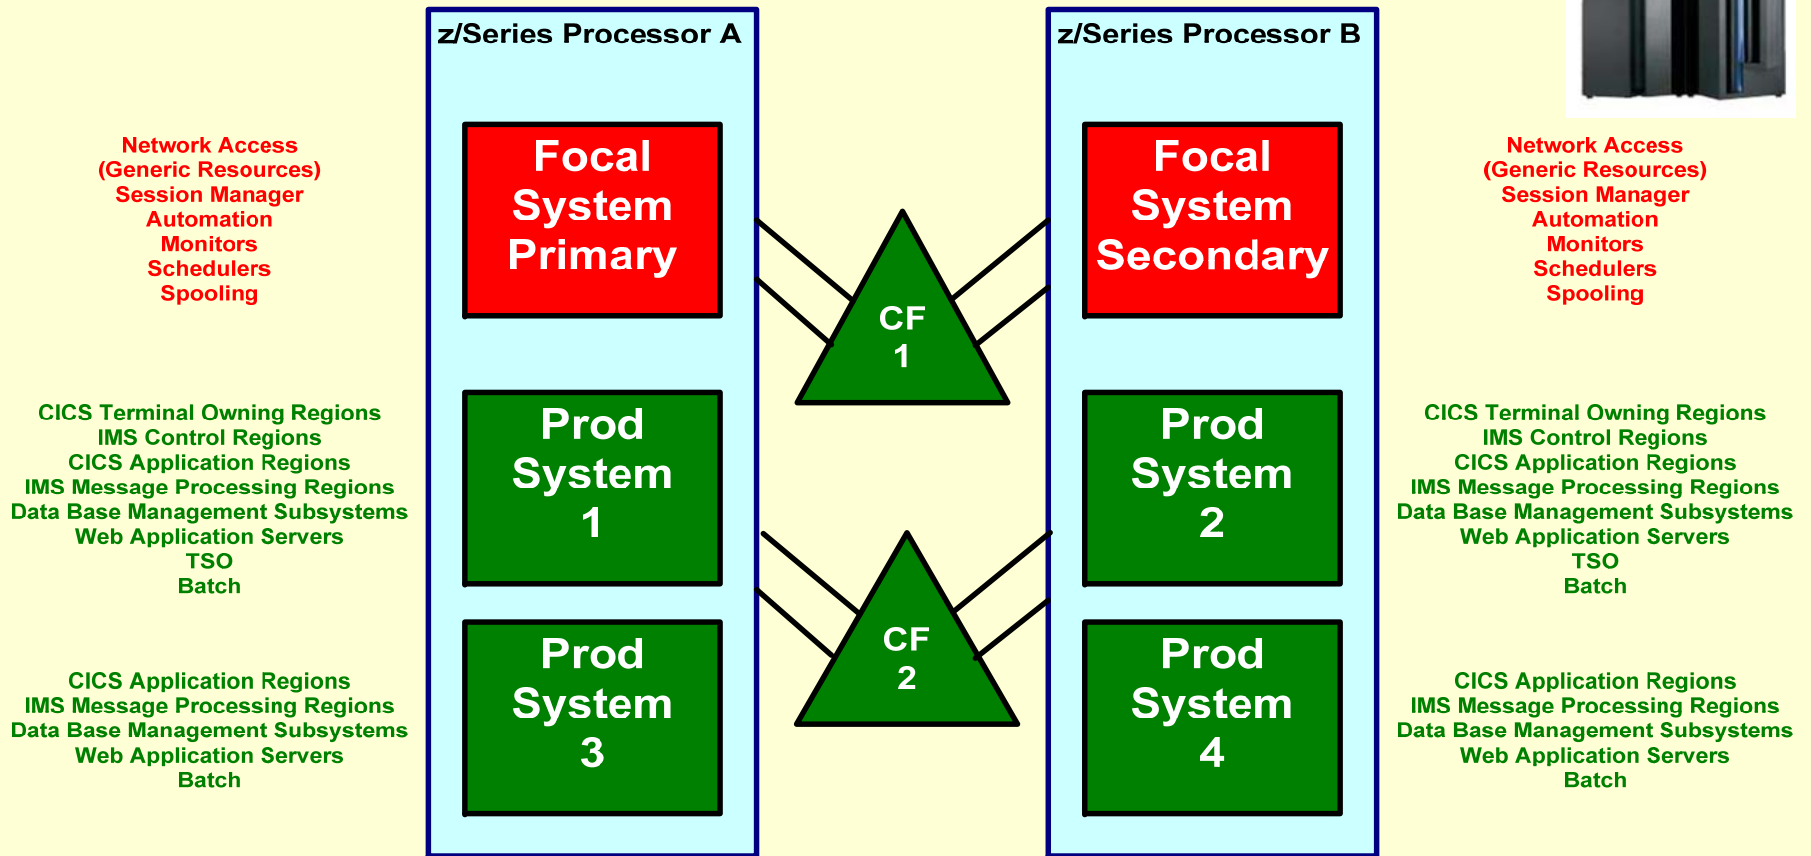 z/Series Processor A
z/Series Processor B
Network Access
(Generic Resources)
Session Manager
Automation
Monitors
Schedulers
Spooling
Focal
System
Primary
CF
1
Focal
System
Secondary
Network Access
(Generic Resources)
Session Manager
Automation
Monitors
Schedulers
Spooling
CICS Terminal Owning Regions
IMS Control Regions
CICS Application Regions
IMS Message Processing Regions
Data Base Management Subsystems
Web Application Servers
TSO
Batch
Prod
System
1
Prod
System
2
CICS Terminal Owning Regions
IMS Control Regions
CICS Application Regions
IMS Message Processing Regions
Data Base Management Subsystems
Web Application Servers
TSO
Batch
CICS Application Regions
IMS Message Processing Regions
Data Base Management Subsystems
Web Application Servers
Batch
Prod
System
3
CF
2
Prod
System
4
CICS Application Regions
IMS Message Processing Regions
Data Base Management Subsystems
Web Application Servers
Batch